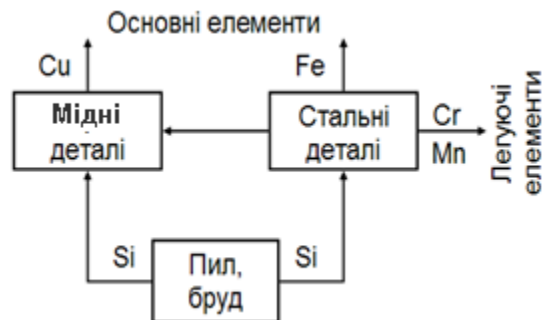 Основні елементи
Cu
Fe
Мідні
деталі
Стальні
деталі
Cr
Mn
Легуючі
елементи
Si
Пил,
бруд
Si